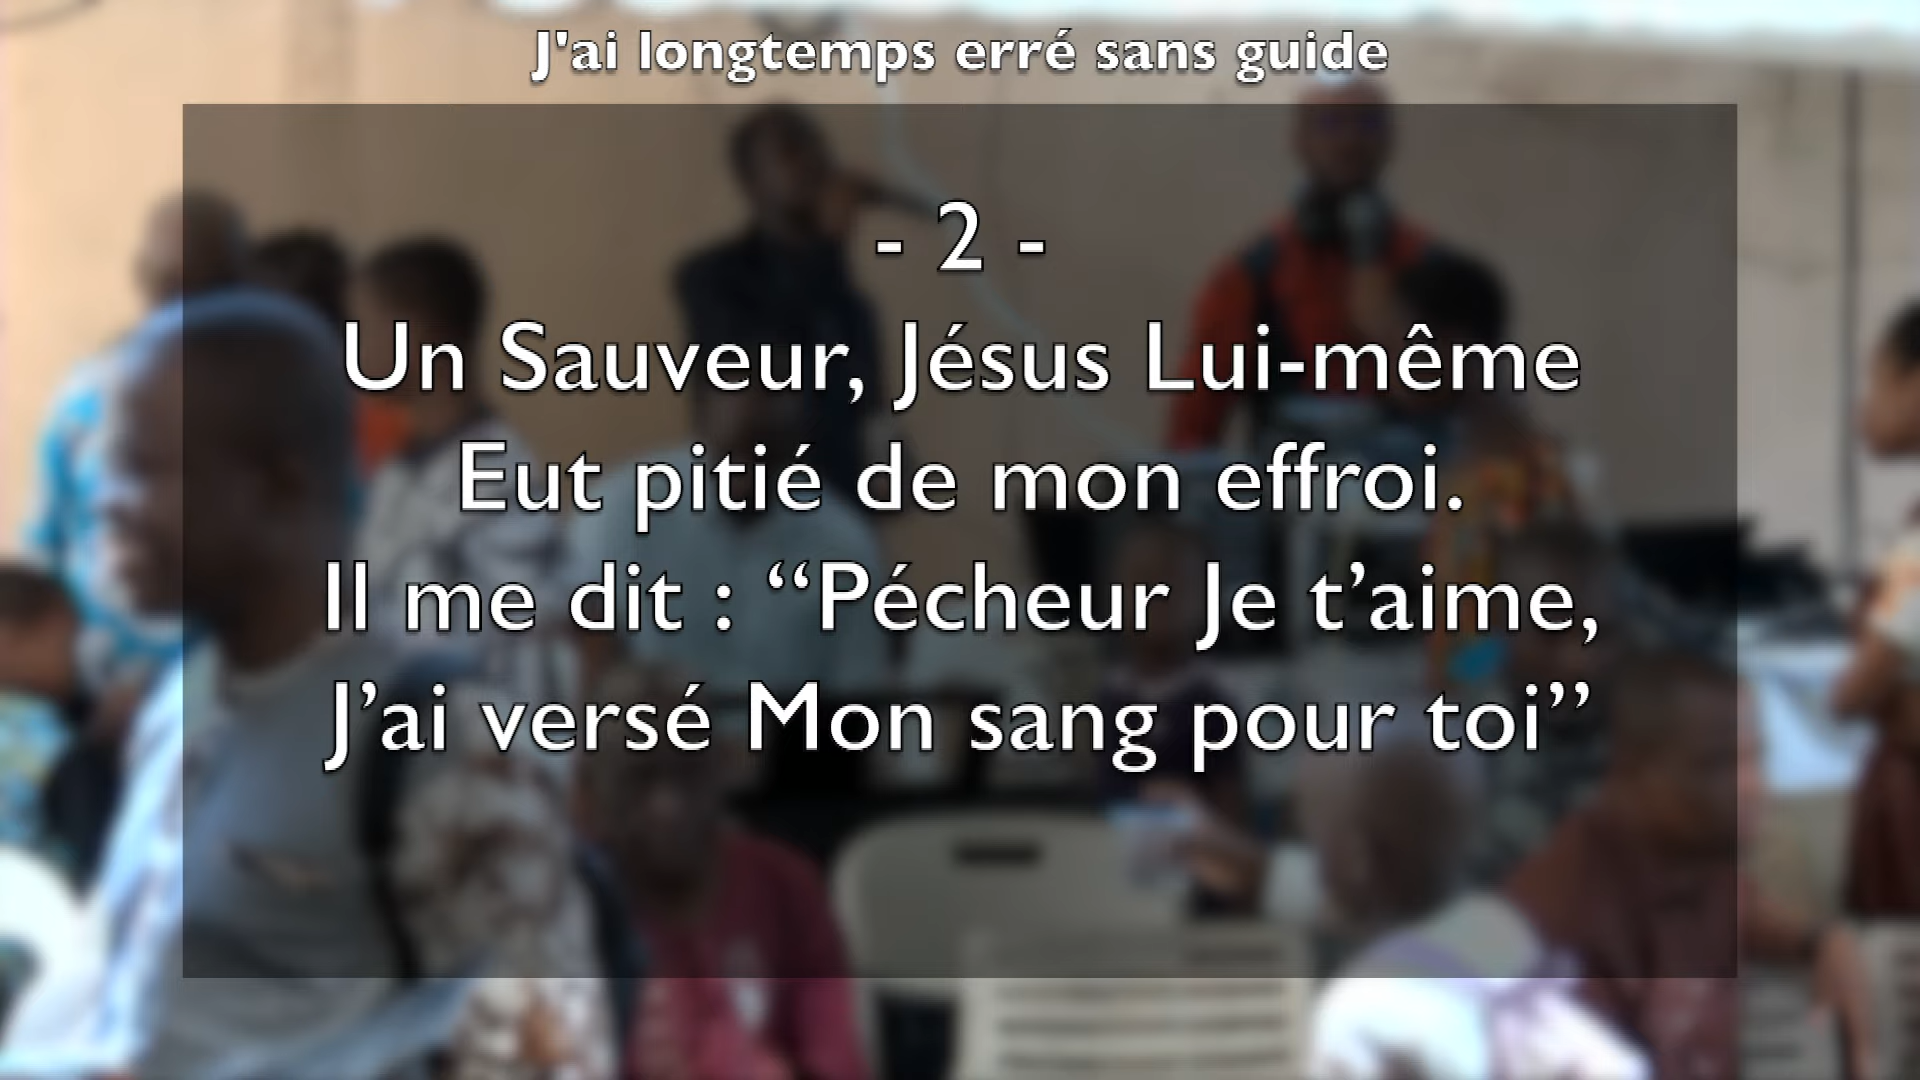 J'ai longtemps erré sans guide
- 2 -
Un Sauveur, Jésus Lui-même
Eut pitié de mon effroi.
Il me dit : “Pécheur Je t’aime,
J’ai versé Mon sang pour toi”